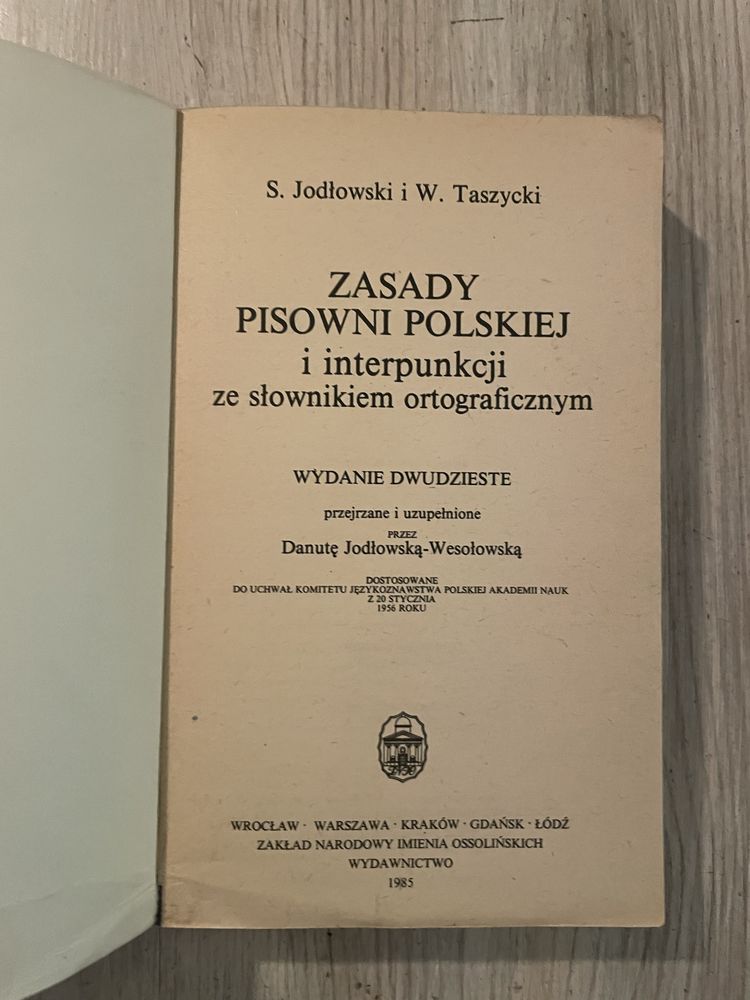 S. Jodłowski i W. Taszycki
ZASADY
PISOWNI POLSKIEJ
i interpunkcji
ze słownikiem ortograficznym
WYDANIE DWUDZIESTE
przejrzane i uzupełnione
PRZEZ
Danutę Jodłowską-Wesołowską
DOSTOSOWANE
DO UCHWAŁ KOMITETU JĘZYKOZNAWSTWA POLSKIEJ AKADEMII NAUK
Z 20 STYCZNIA
1956 ROKU
WROCŁAW · WARSZAWA · KRAKÓW · GDAŃSK · ŁÓDŹ
ZAKŁAD NARODOWY IMIENIA OSSOLIŃSKICH
WYDAWNICTWO
1985